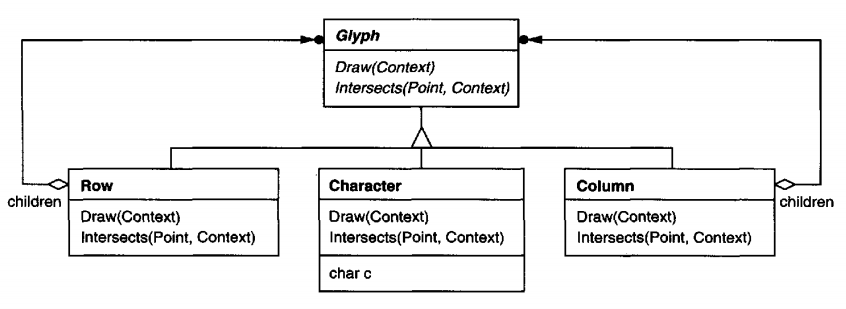 Glyph
Draw(Context)
Intersects(Point, Context)
children
Row
Draw(Context)
Intersects(Point, Context)
Character
Draw(Context)
Intersects(Point, Context)
char c
Column
Draw(Context)
Intersects(Point, Context)
children